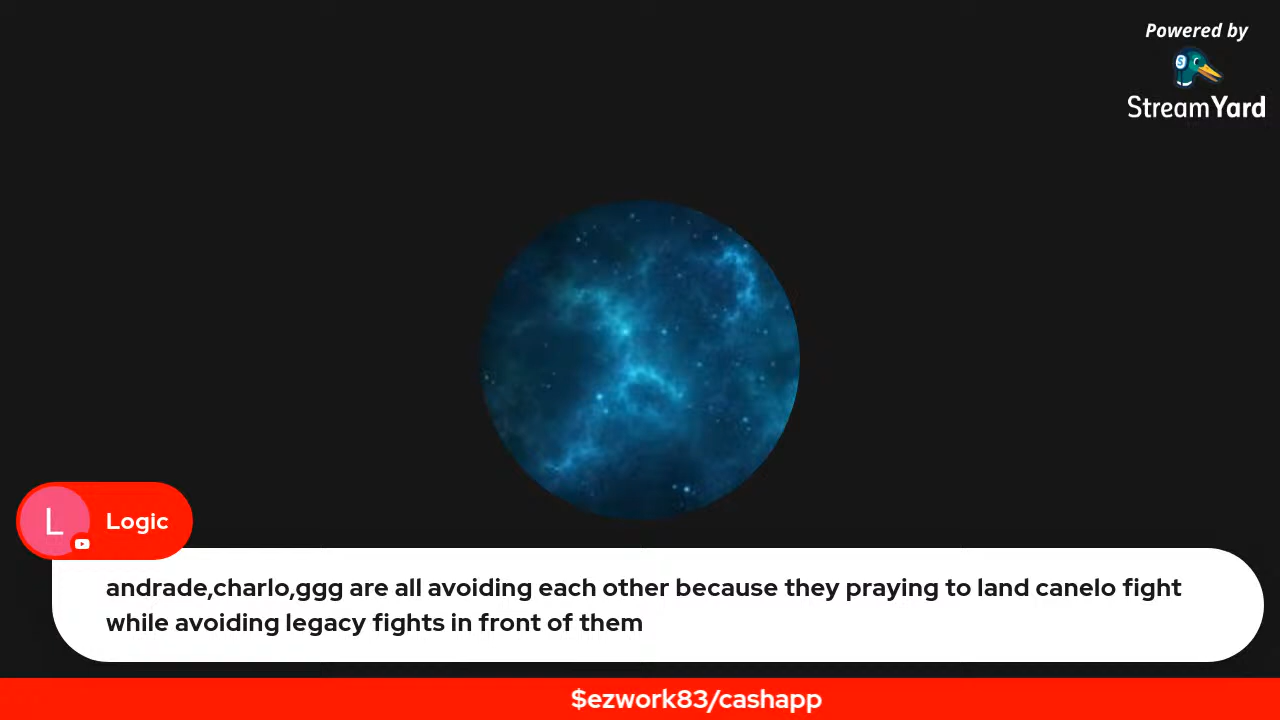 Powered by
S
StreamYard
L
Logic
andrade,charlo,ggg are all avoiding each other because they praying to land canelo fight
while avoiding legacy fights in front of them
$ezwork83/cashapp